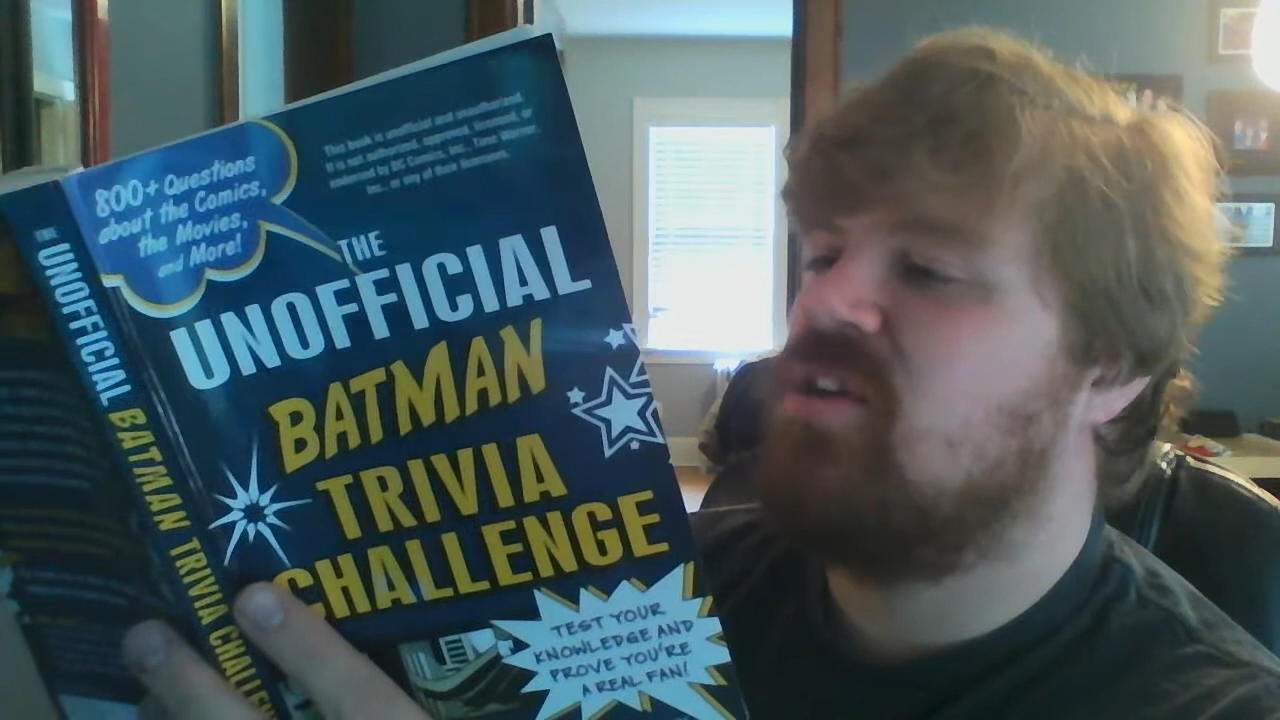 800+ Questions
about the Comics,
the Movies,
and More!
This book is unofficial and unauthorized.
It is not authorized, approved, licensed, or
endorsed by DC Comics, Inc., Time Warner,
Inc., or any of their licensees.
THE
UNOFFICIAL
BATMAN
TRIVIA
CHALLENGE
TEST YOUR
KNOWLEDGE AND
PROVE YOU'RE
A REAL FAN!
THE UNOFFICIAL BATMAN TRIVIA CHALLEN